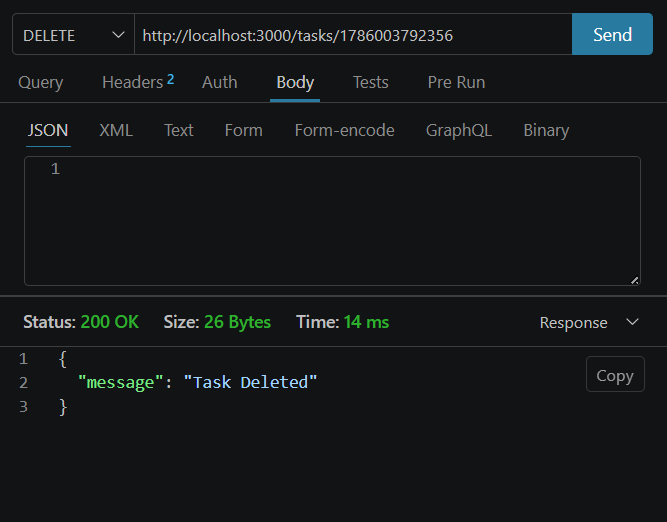 DELETE http://localhost:3000/tasks/1786003792356 Send
Query Headers 2 Auth Body Tests Pre Run
JSON XML Text Form Form-encode GraphQL Binary
1
Status: 200 OK Size: 26 Bytes Time: 14 ms Response
1 {
2 "message": "Task Deleted"
3 }
Copy